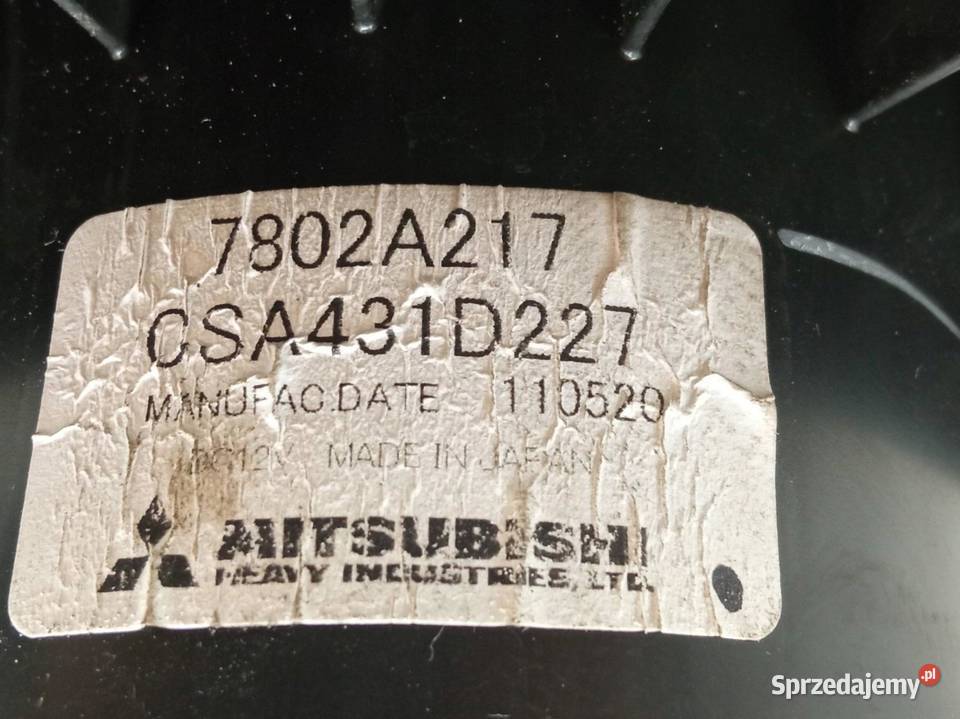 7802A217
CSA431D227
MANUFAC.DATE 110520
DC12V MADE IN JAPAN
MITSUBISHI
HEAVY INDUSTRIES, LTD.
Sprzedajemy.pl